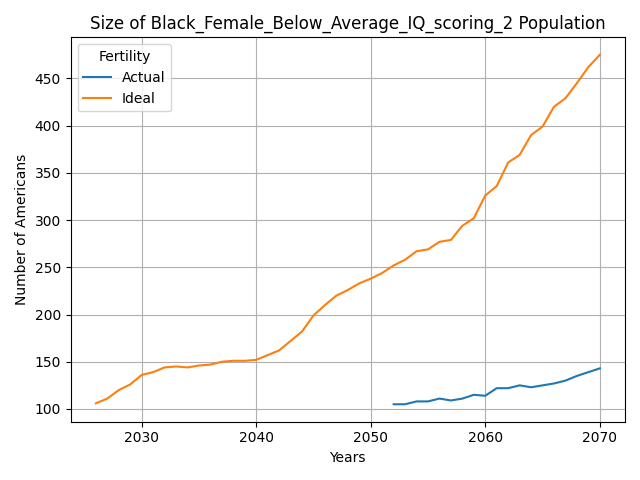 Size of Black_Female_Below_Average_IQ_scoring_2 Population
Fertility
Actual
Ideal
Number of Americans
450
400
350
300
250
200
150
100
2030 2040 2050 2060 2070
Years